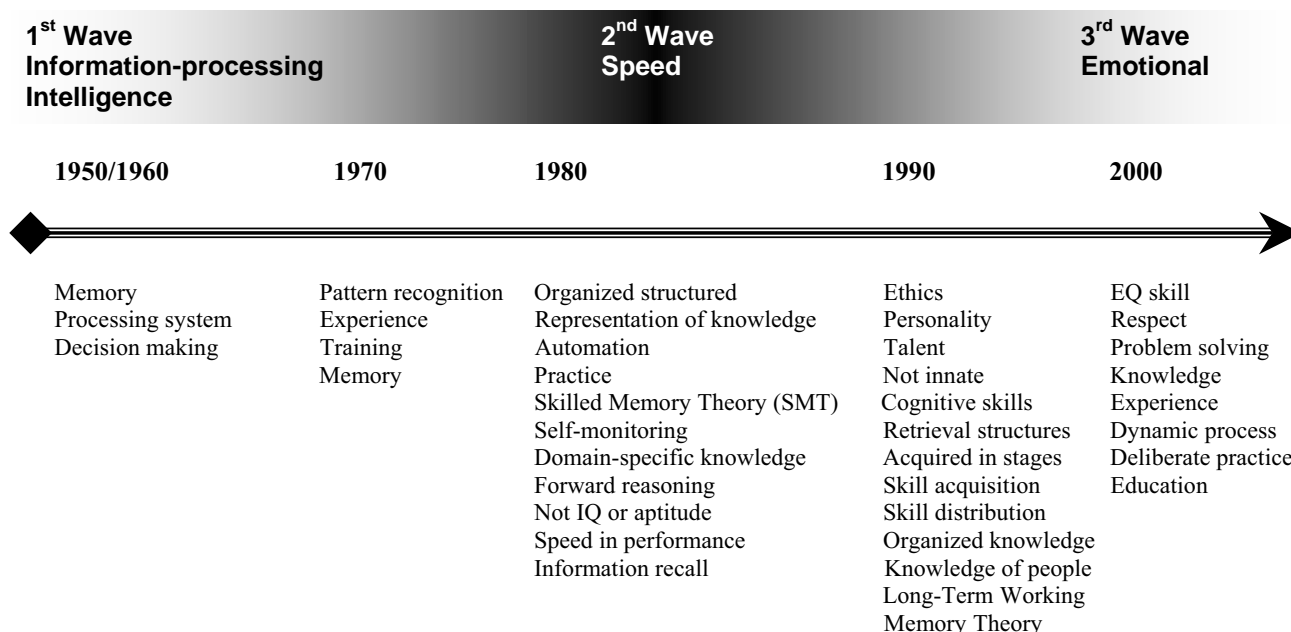 1st Wave
Information-processing
Intelligence
2nd Wave
Speed
3rd Wave
Emotional
1950/1960
1970
1980
1990
2000
Memory
Processing system
Decision making
Pattern recognition
Experience
Training
Memory
Organized structured
Representation of knowledge
Automation
Practice
Skilled Memory Theory (SMT)
Self-monitoring
Domain-specific knowledge
Forward reasoning
Not IQ or aptitude
Speed in performance
Information recall
Ethics
Personality
Talent
Not innate
Cognitive skills
Retrieval structures
Acquired in stages
Skill acquisition
Skill distribution
Organized knowledge
Knowledge of people
Long-Term Working
Memory Theory
EQ skill
Respect
Problem solving
Knowledge
Experience
Dynamic process
Deliberate practice
Education